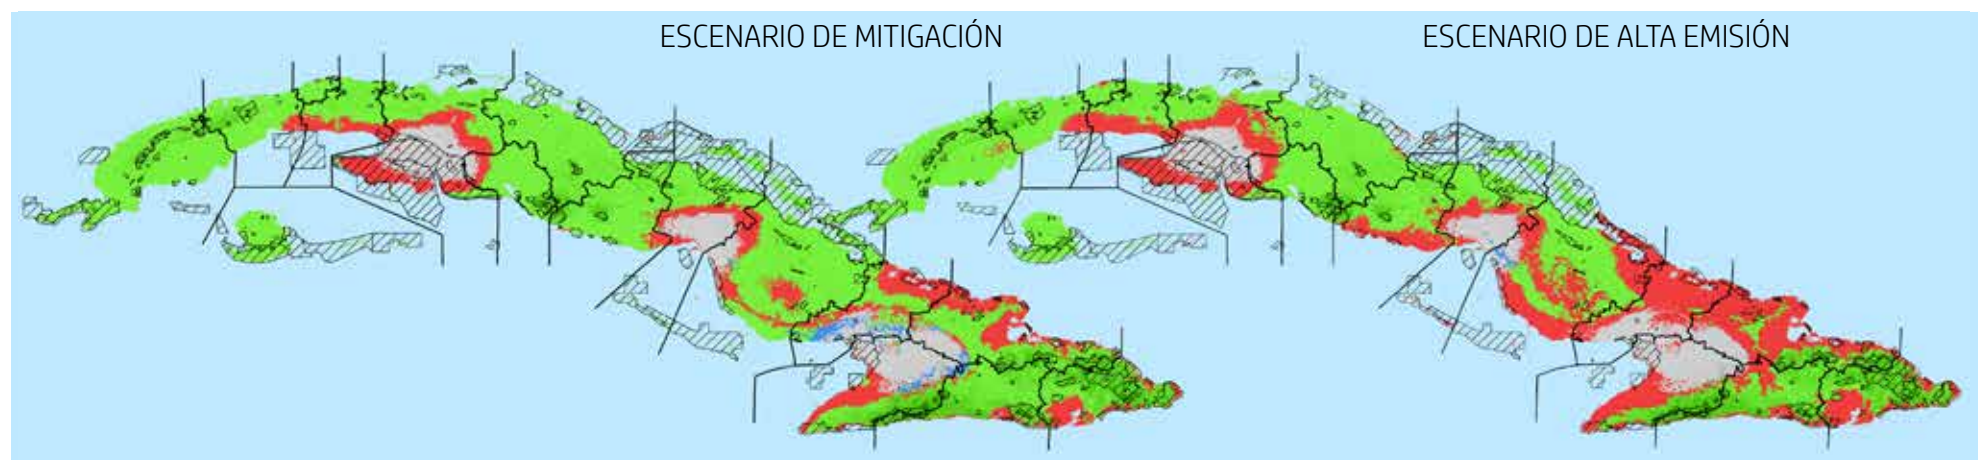 ESCENARIO DE MITIGACIÓN
ESCENARIO DE ALTA EMISIÓN